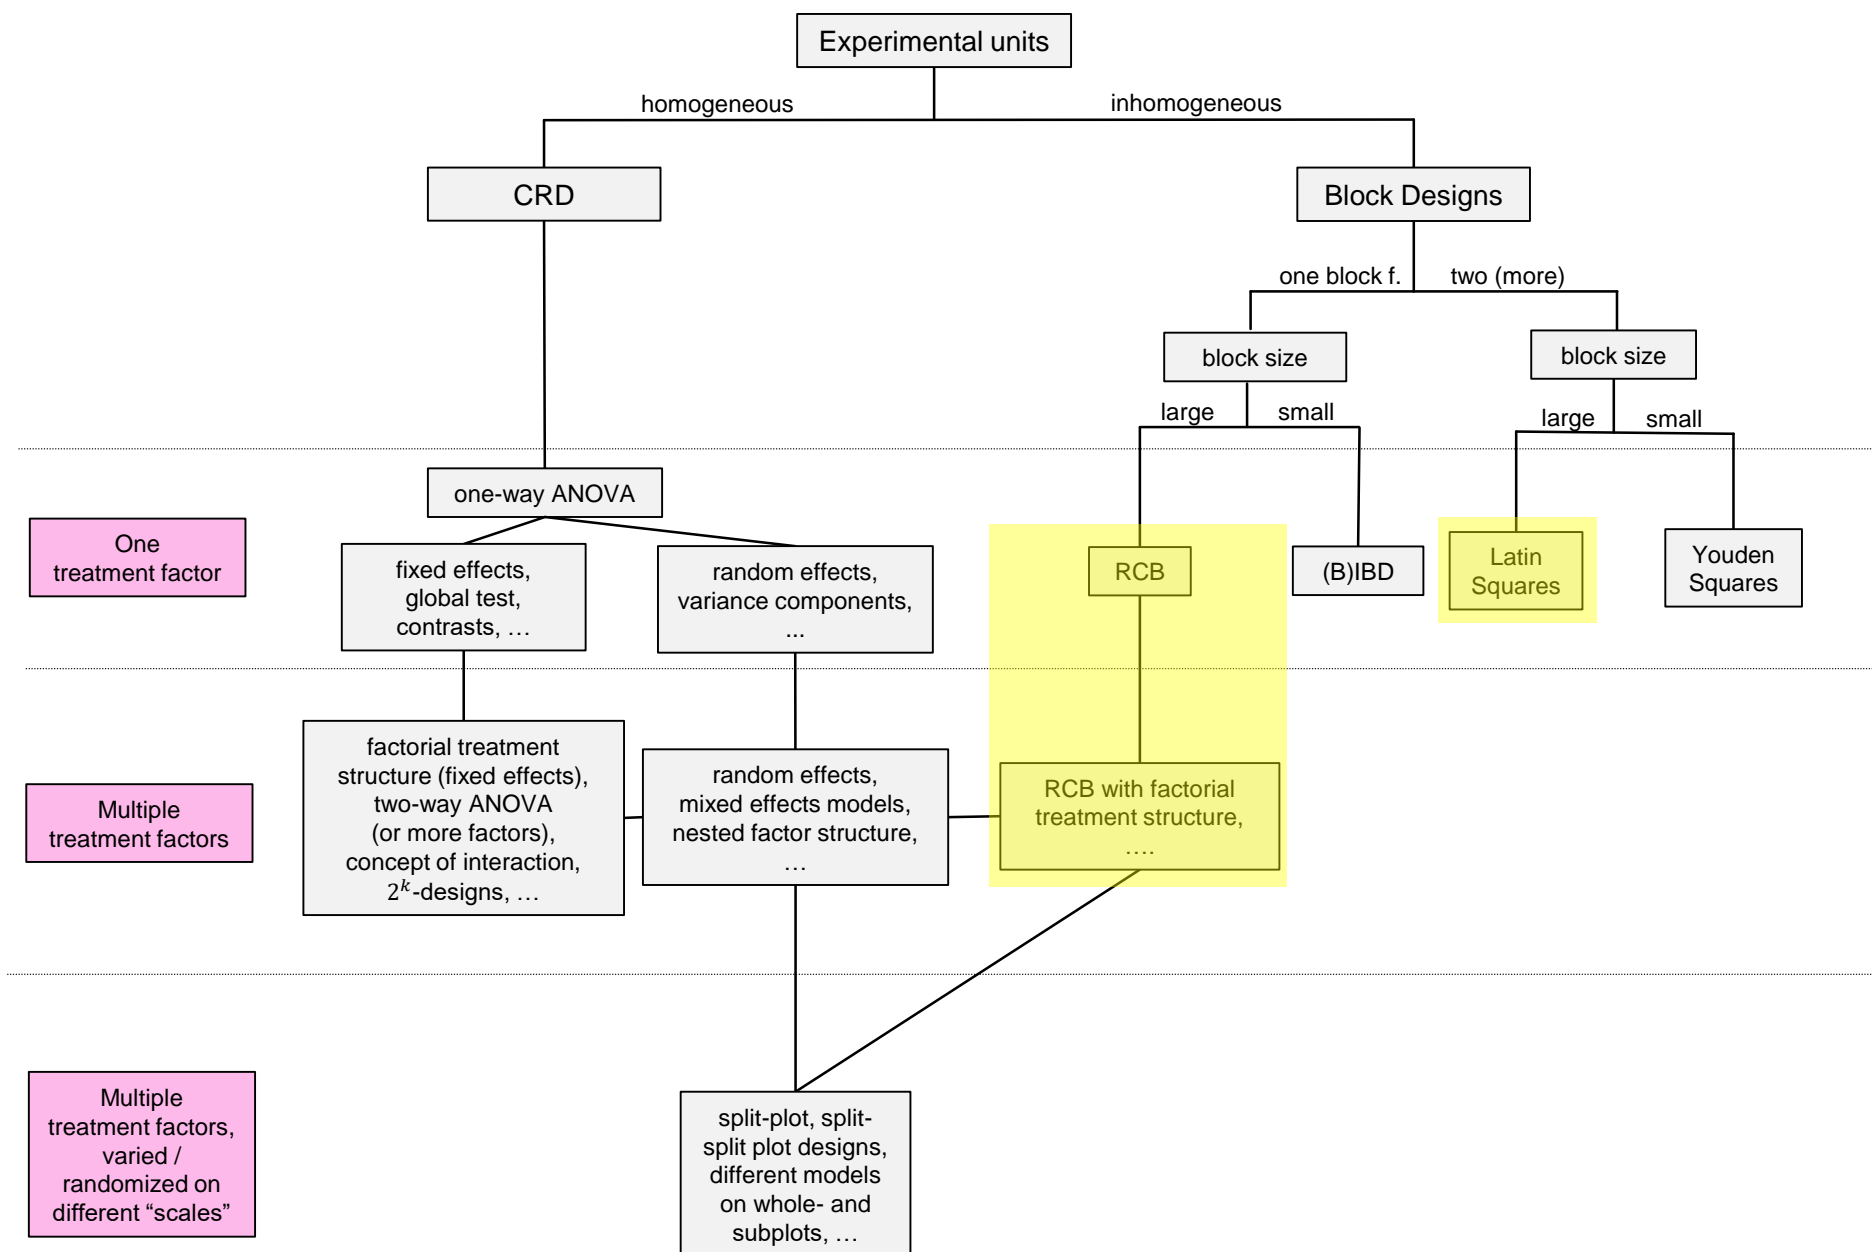 Experimental units
homogeneous
inhomogeneous
CRD
Block Designs
one block f.
two (more)
block size
block size
large
small
large
small
one-way ANOVA
One
treatment factor
fixed effects,
global test,
contrasts, …
random effects,
variance components,
...
RCB
(B)IBD
Latin
Squares
Youden
Squares
Multiple
treatment factors
factorial treatment
structure (fixed effects),
two-way ANOVA
(or more factors),
concept of interaction,
2^k-designs, …
random effects,
mixed effects models,
nested factor structure,
…
RCB with factorial
treatment structure,
….
Multiple
treatment factors,
varied /
randomized on
different “scales”
split-plot, split-
split plot designs,
different models
on whole- and
subplots, …